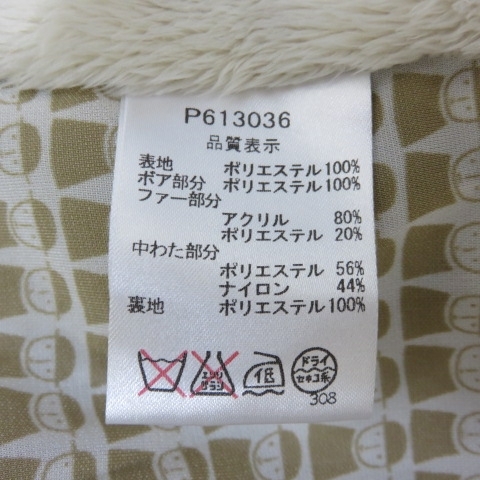 P613036
品質表示
表地 ポリエステル100%
ボア部分 ポリエステル100%
ファー部分
アクリル 80%
ポリエステル 20%
中わた部分
ポリエステル 56%
ナイロン 44%
裏地 ポリエステル100%
エンソ サラシ 低 ドライ セキユ系
308